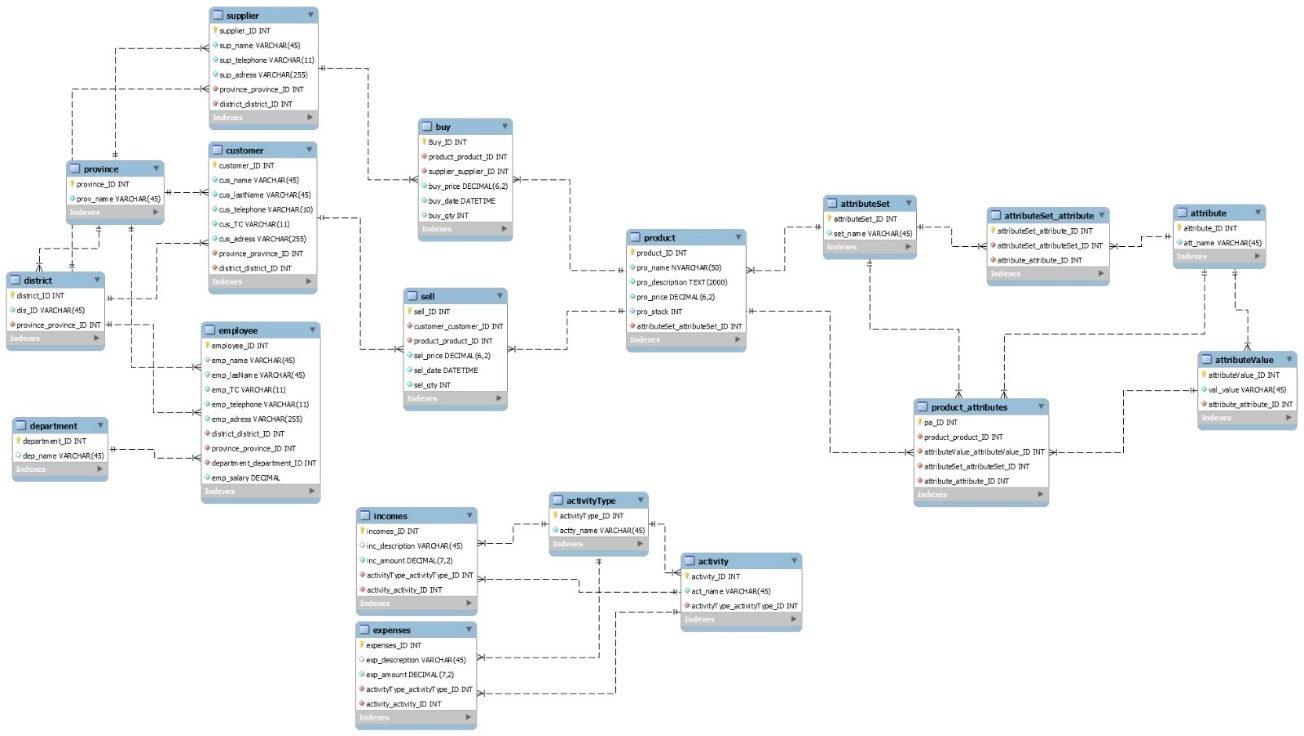 supplier
supplier_ID INT
sup_name VARCHAR(45)
sup_telephone VARCHAR(11)
sup_adress VARCHAR(255)
province_province_ID INT
district_district_ID INT
Indexes
province
province_ID INT
prov_name VARCHAR(45)
Indexes
customer
customer_ID INT
cus_name VARCHAR(45)
cus_lastName VARCHAR(45)
cus_telephone VARCHAR(10)
cus_TC VARCHAR(11)
cus_adress VARCHAR(255)
province_province_ID INT
district_district_ID INT
Indexes
district
district_ID INT
dis_ID VARCHAR(45)
province_province_ID INT
Indexes
employee
employee_ID INT
emp_name VARCHAR(45)
emp_lasName VARCHAR(45)
emp_TC VARCHAR(11)
emp_telephone VARCHAR(11)
emp_adress VARCHAR(255)
district_district_ID INT
province_province_ID INT
department_department_ID INT
emp_salary DECIMAL
Indexes
department
department_ID INT
dep_name VARCHAR(45)
Indexes
buy
Buy_ID INT
product_product_ID INT
supplier_supplier_ID INT
buy_price DECIMAL(6,2)
buy_date DATETIME
buy_qty INT
Indexes
sell
sell_ID INT
customer_customer_ID INT
product_product_ID INT
sel_price DECIMAL(6,2)
sel_date DATETIME
sel_qty INT
Indexes
product
product_ID INT
pro_name NVARCHAR(50)
pro_description TEXT(2000)
pro_price DECIMAL(6,2)
pro_stock INT
attributeSet_attributeSet_ID INT
Indexes
attributeSet
attributeSet_ID INT
set_name VARCHAR(45)
Indexes
attributeSet_attribute
attributeSet_attribute_ID INT
attributeSet_attributeSet_ID INT
attribute_attribute_ID INT
Indexes
attribute
attribute_ID INT
att_name VARCHAR(45)
Indexes
attributeValue
attributeValue_ID INT
val_value VARCHAR(45)
attribute_attribute_ID INT
Indexes
product_attributes
pa_ID INT
product_product_ID INT
attributeValue_attributeValue_ID INT
attributeSet_attributeSet_ID INT
attribute_attribute_ID INT
Indexes
incomes
incomes_ID INT
inc_description VARCHAR(45)
inc_amount DECIMAL(7,2)
activityType_activityType_ID INT
activity_activity_ID INT
Indexes
activityType
activityType_ID INT
actty_name VARCHAR(45)
Indexes
activity
activity_ID INT
act_name VARCHAR(45)
activityType_activityType_ID INT
Indexes
expenses
expenses_ID INT
exp_descreption VARCHAR(45)
exp_amount DECIMAL(7,2)
activityType_activityType_ID INT
activity_activity_ID INT
Indexes